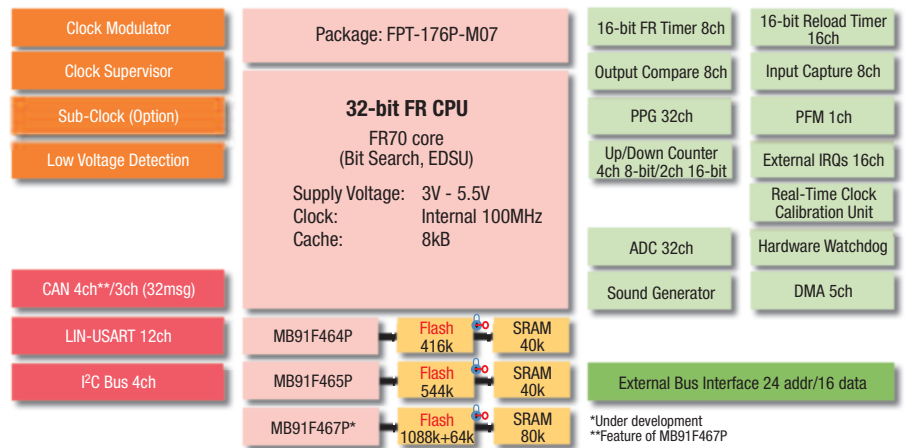 Clock Modulator
Clock Supervisor
Sub-Clock (Option)
Low Voltage Detection
CAN 4ch**/3ch (32msg)
LIN-USART 12ch
I²C Bus 4ch
Package: FPT-176P-M07
32-bit FR CPU
FR70 core
(Bit Search, EDSU)
Supply Voltage: 3V - 5.5V
Clock: Internal 100MHz
Cache: 8kB
MB91F464P
Flash
416k
SRAM
40k
MB91F465P
Flash
544k
SRAM
40k
MB91F467P*
Flash
1088k+64k
SRAM
80k
16-bit FR Timer 8ch
16-bit Reload Timer
16ch
Output Compare 8ch
Input Capture 8ch
PPG 32ch
PFM 1ch
Up/Down Counter
4ch 8-bit/2ch 16-bit
External IRQs 16ch
Real-Time Clock
Calibration Unit
ADC 32ch
Hardware Watchdog
Sound Generator
DMA 5ch
External Bus Interface 24 addr/16 data
*Under development
**Feature of MB91F467P